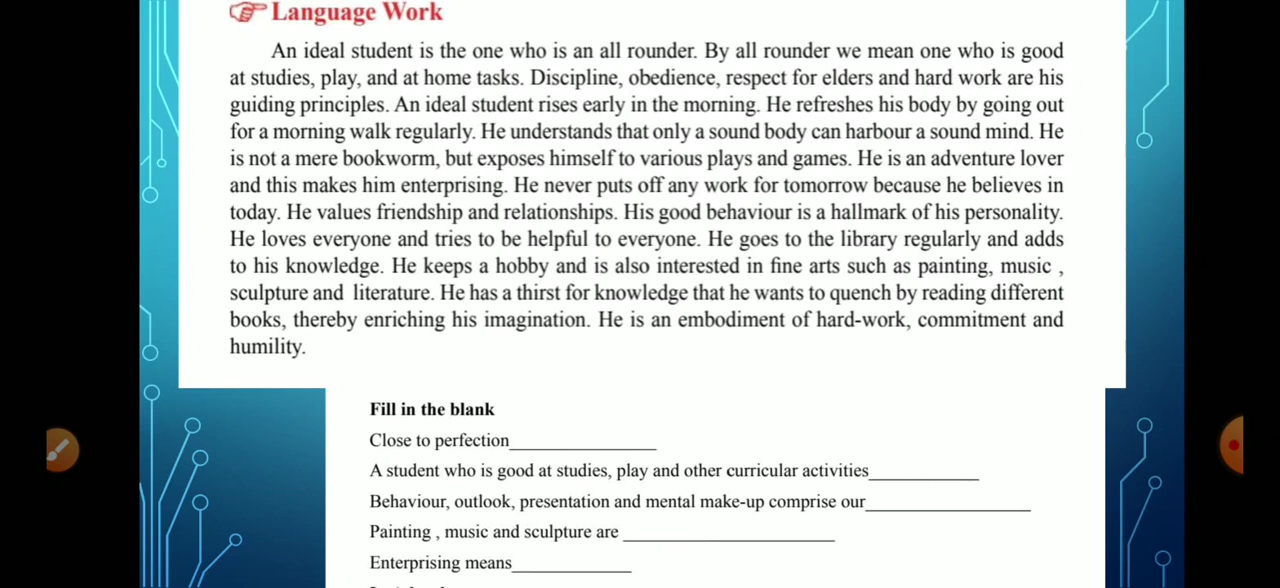 Language Work
An ideal student is the one who is an all rounder. By all rounder we mean one who is good
at studies, play, and at home tasks. Discipline, obedience, respect for elders and hard work are his
guiding principles. An ideal student rises early in the morning. He refreshes his body by going out
for a morning walk regularly. He understands that only a sound body can harbour a sound mind. He
is not a mere bookworm, but exposes himself to various plays and games. He is an adventure lover
and this makes him enterprising. He never puts off any work for tomorrow because he believes in
today. He values friendship and relationships. His good behaviour is a hallmark of his personality.
He loves everyone and tries to be helpful to everyone. He goes to the library regularly and adds
to his knowledge. He keeps a hobby and is also interested in fine arts such as painting, music ,
sculpture and literature. He has a thirst for knowledge that he wants to quench by reading different
books, thereby enriching his imagination. He is an embodiment of hard-work, commitment and
humility.
Fill in the blank
Close to perfection________________
A student who is good at studies, play and other curricular activities____________
Behaviour, outlook, presentation and mental make-up comprise our__________________
Painting , music and sculpture are _______________________
Enterprising means_____________